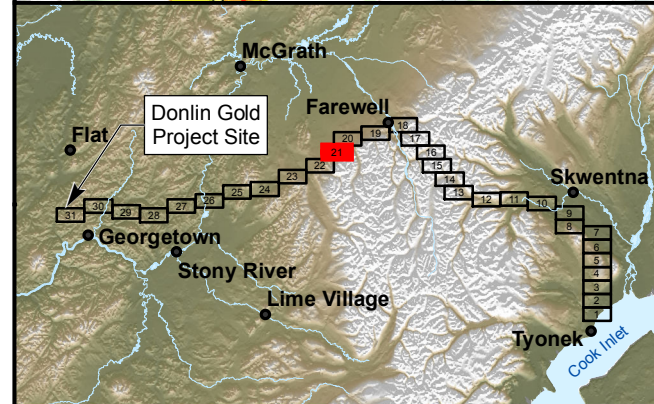 McGrath
Donlin Gold
Project Site
Farewell
Flat
18
19
20
17
21
16
22
15
23
14
24
13
25
12
11
10
26
27
28
29
30
31
Skwentna
9
8
7
6
5
4
3
2
1
Georgetown
Stony River
Lime Village
Tyonek
Cook Inlet